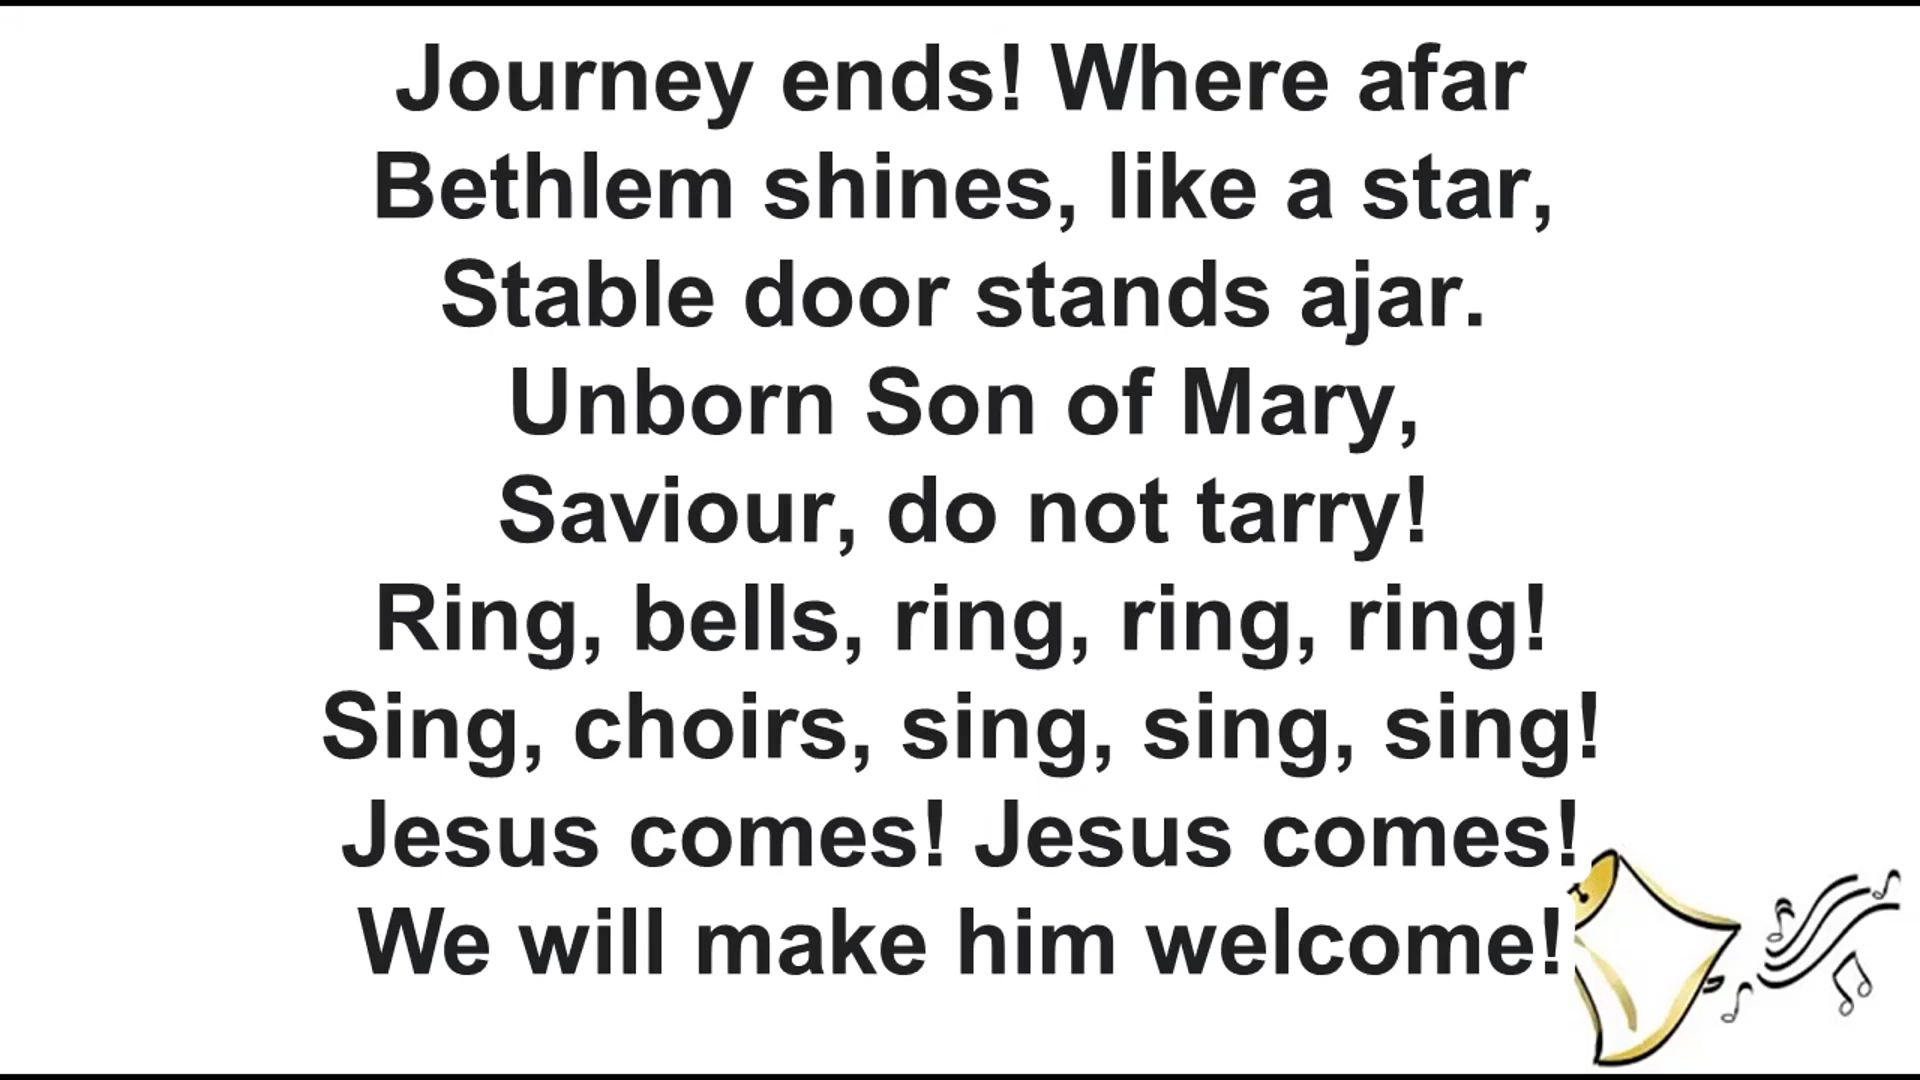 Journey ends! Where afar
Bethlem shines, like a star,
Stable door stands ajar.
Unborn Son of Mary,
Saviour, do not tarry!
Ring, bells, ring, ring, ring!
Sing, choirs, sing, sing, sing!
Jesus comes! Jesus comes!
We will make him welcome!